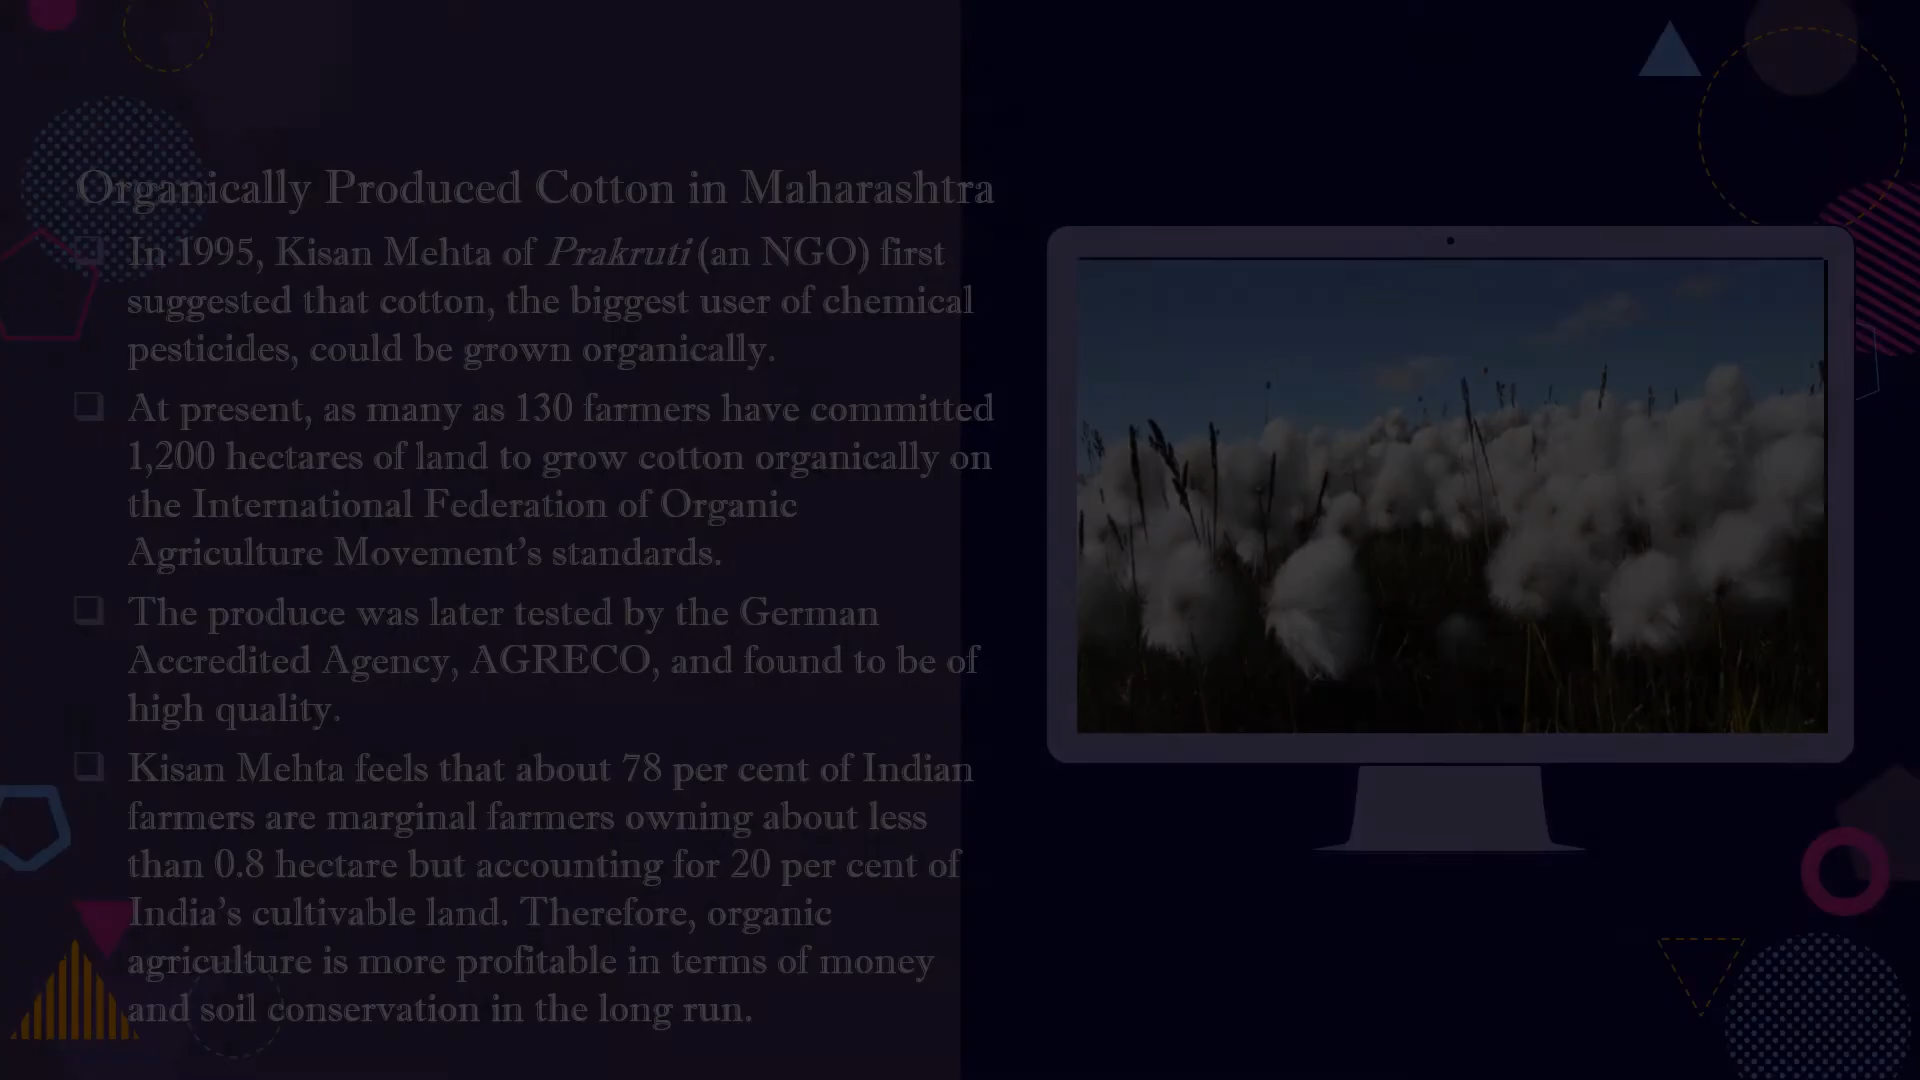 Organically Produced Cotton in Maharashtra
In 1995, Kisan Mehta of Prakruti (an NGO) first
suggested that cotton, the biggest user of chemical
pesticides, could be grown organically.
At present, as many as 130 farmers have committed
1,200 hectares of land to grow cotton organically on
the International Federation of Organic
Agriculture Movement’s standards.
The produce was later tested by the German
Accredited Agency, AGRECO, and found to be of
high quality.
Kisan Mehta feels that about 78 per cent of Indian
farmers are marginal farmers owning about less
than 0.8 hectare but accounting for 20 per cent of
India’s cultivable land. Therefore, organic
agriculture is more profitable in terms of money
and soil conservation in the long run.